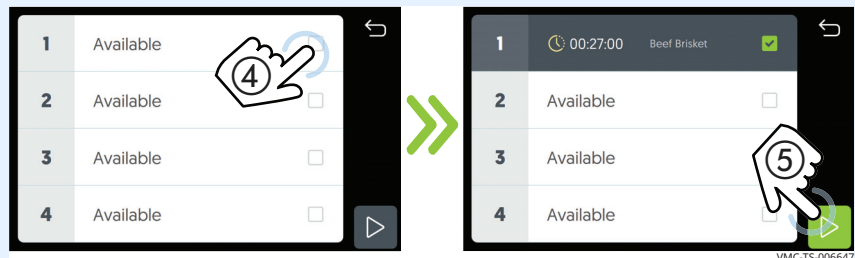 1 Available
2 Available
3 Available
4 Available
4
1 00:27:00 Beef Brisket
2 Available
3 Available
4 Available
5
VMC-TS-006647